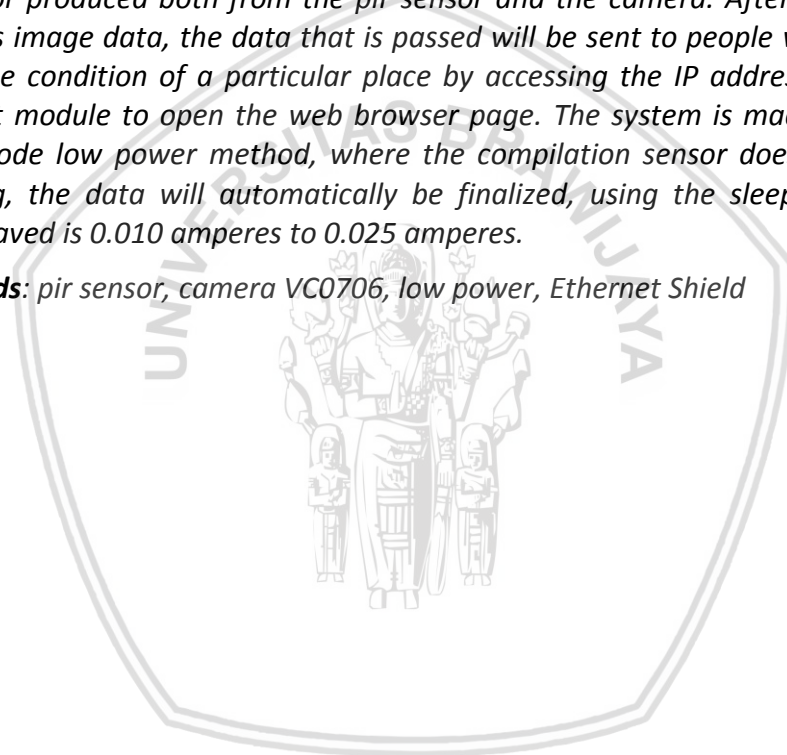 or produced both from the pir sensor and the camera. After
s image data, the data that is passed will be sent to people
e condition of a particular place by accessing the IP addres
t module to open the web browser page. The system is mad
ode low power method, where the compilation sensor doe
g, the data will automatically be finalized, using the sleep
aved is 0.010 amperes to 0.025 amperes.
ds: pir sensor, camera VC0706, low power, Ethernet Shield
UNIVERSITAS BRAWIJAYA